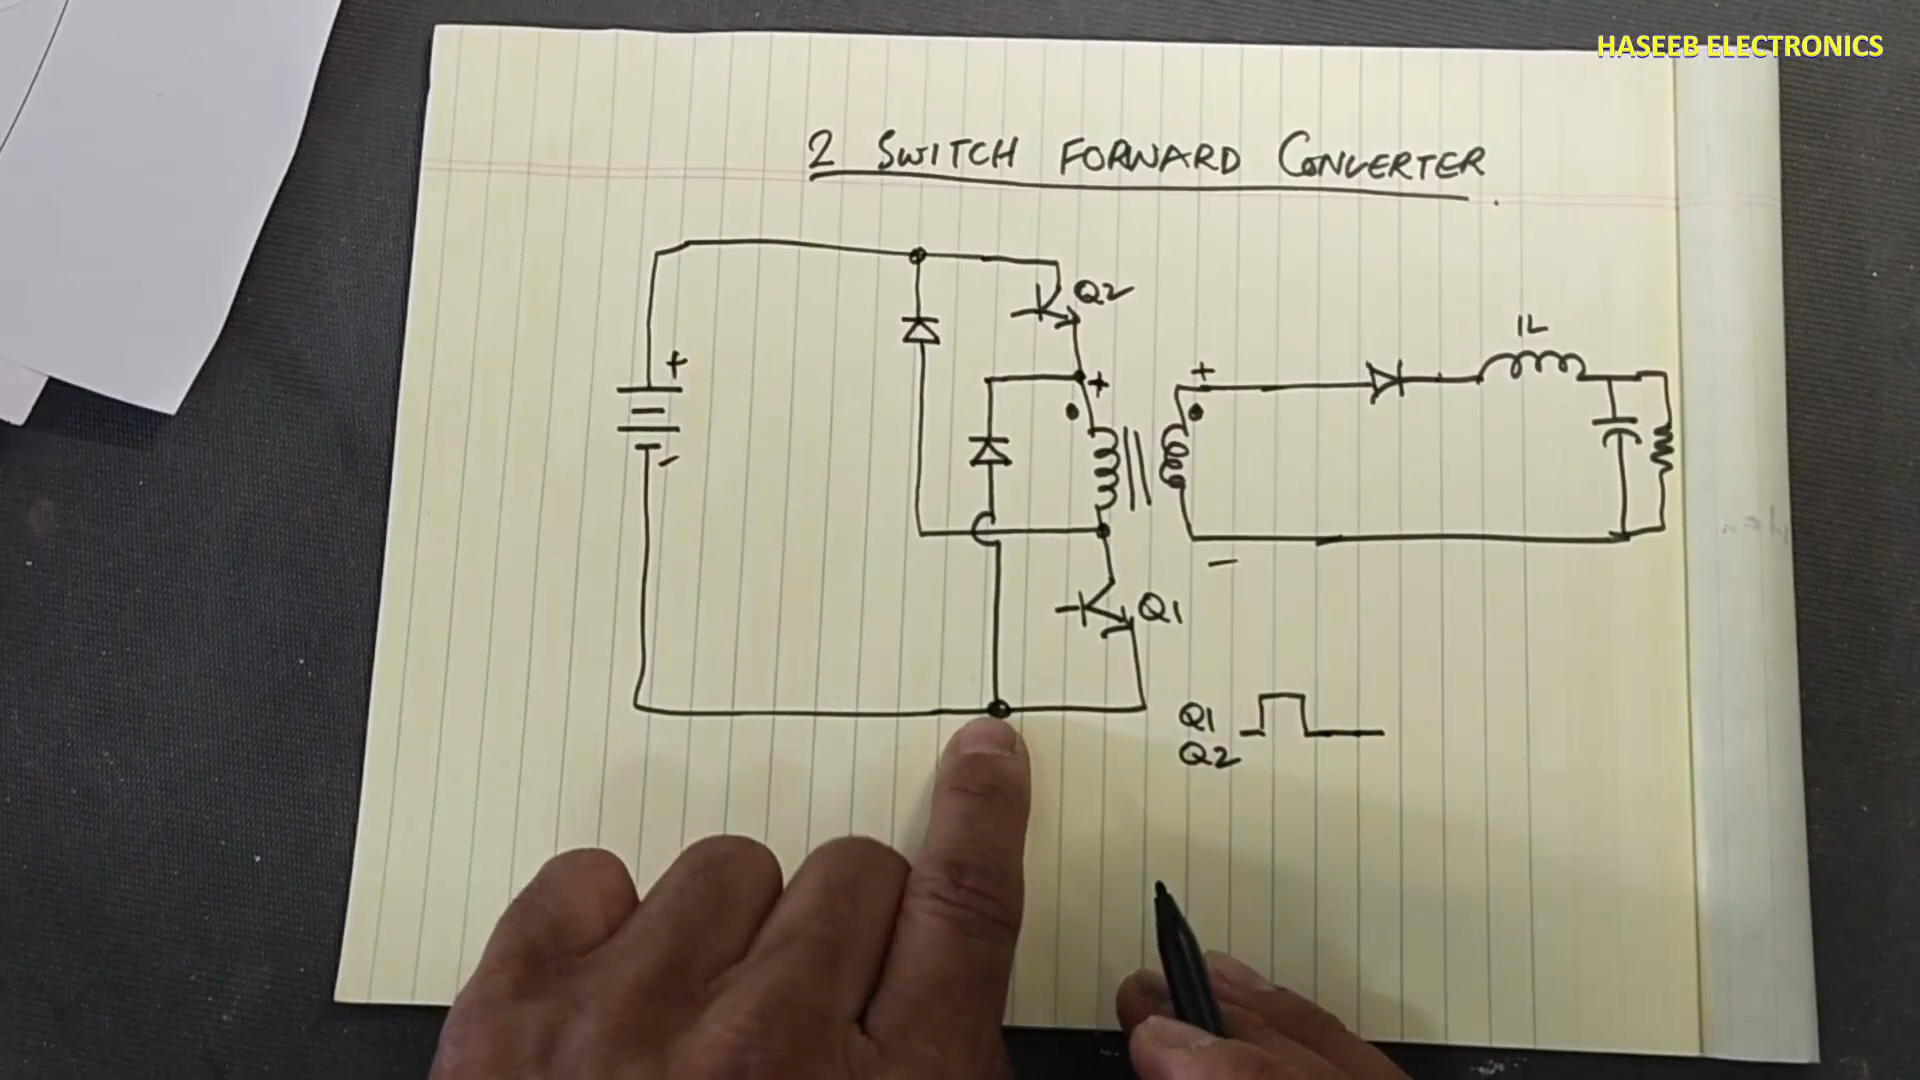 HASEEB ELECTRONICS
2 SWITCH FORWARD CONVERTER.
Q2
+
+
+
IL
-
-
Q1
Q1
Q2